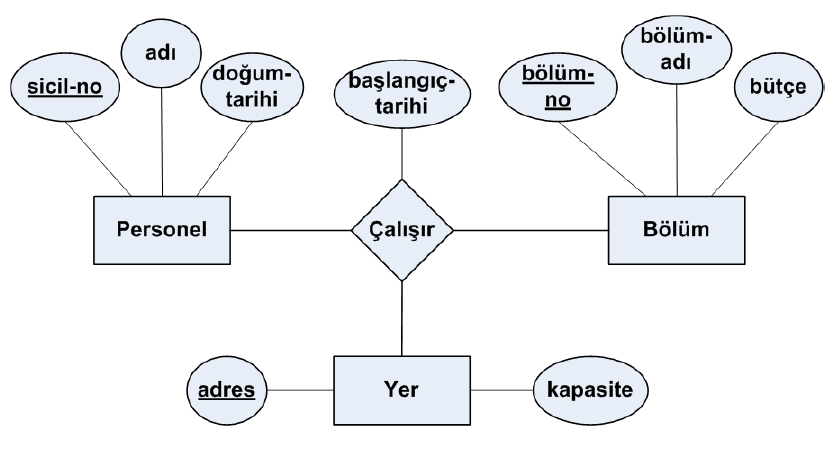 sicil-no
adı
doğum-
tarihi
başlangıç-
tarihi
bölüm-
no
bölüm-
adı
bütçe
Personel
Çalışır
Bölüm
adres
Yer
kapasite